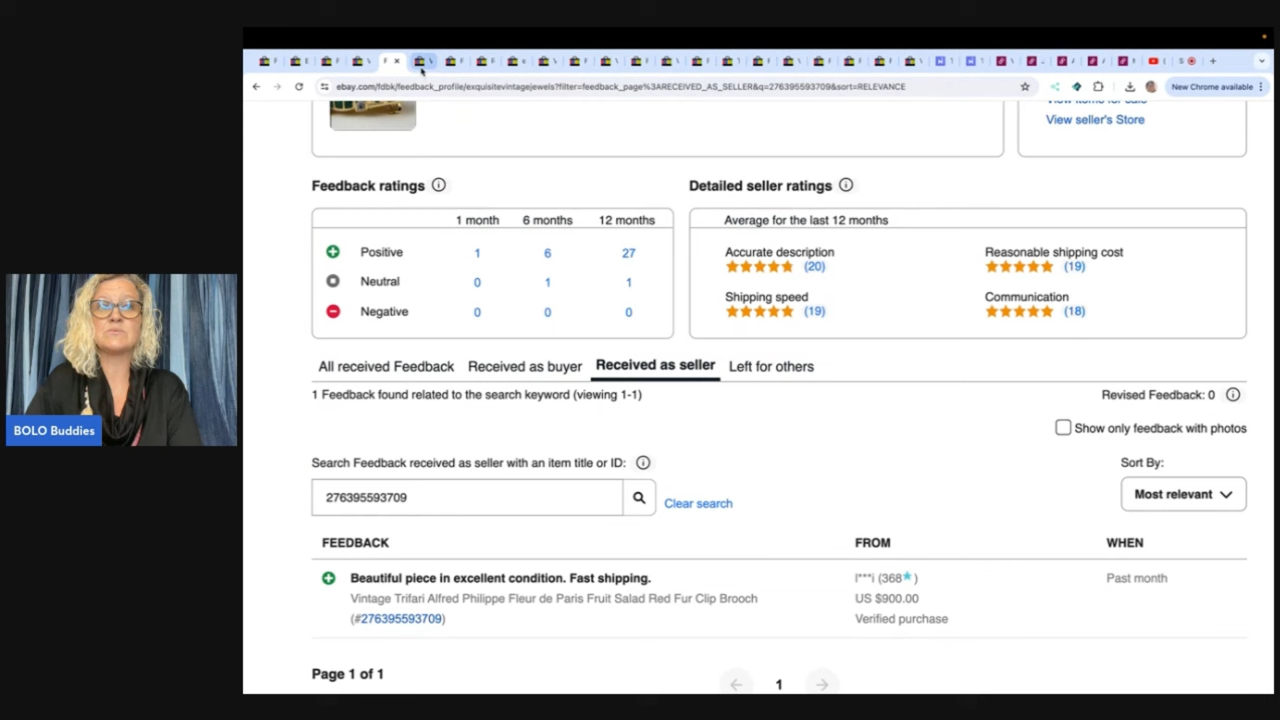 ebay.com/fdbk/feedback_profile/exquisitevintagejewels?filter=feedback_page%3ARECEIVED_AS_SELLER&q=276395593709&sort=RELEVANCE
New Chrome available
View seller's Store
Feedback ratings
Detailed seller ratings
1 month 6 months 12 months
Average for the last 12 months
Positive 1 6 27
Accurate description
(20)
Reasonable shipping cost
(19)
Neutral 0 1 1
Negative 0 0 0
Shipping speed
(19)
Communication
(18)
All received Feedback Received as buyer Received as seller Left for others
1 Feedback found related to the search keyword (viewing 1-1)
Revised Feedback: 0
Show only feedback with photos
BOLO Buddies
Search Feedback received as seller with an item title or ID:
Sort By:
276395593709
Clear search
Most relevant
FEEDBACK FROM WHEN
Beautiful piece in excellent condition. Fast shipping.
l***i (368 )
Past month
Vintage Trifari Alfred Philippe Fleur de Paris Fruit Salad Red Fur Clip Brooch
US $900.00
(#276395593709)
Verified purchase
Page 1 of 1
1